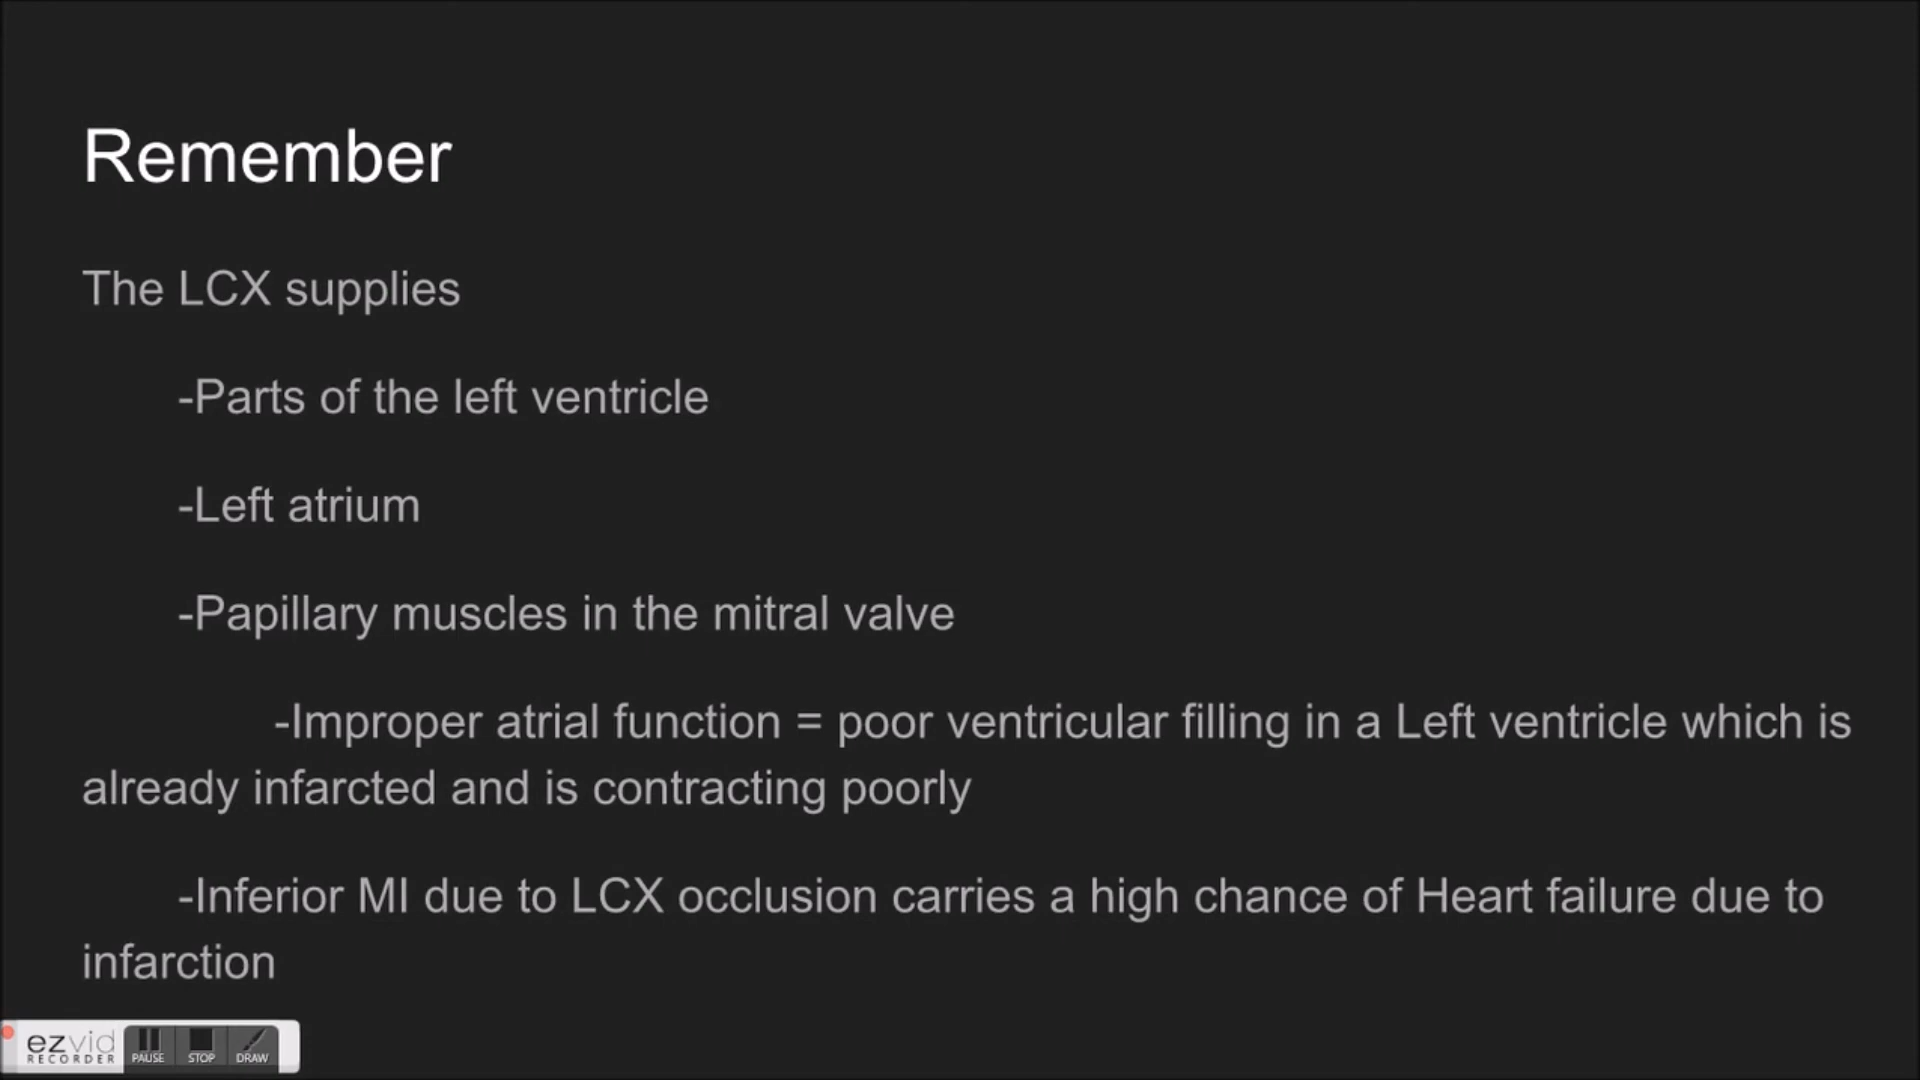 Remember
The LCX supplies
-Parts of the left ventricle
-Left atrium
-Papillary muscles in the mitral valve
-Improper atrial function = poor ventricular filling in a Left ventricle which is
already infarcted and is contracting poorly
-Inferior MI due to LCX occlusion carries a high chance of Heart failure due to
infarction
ezvid
RECORDER
PAUSE STOP DRAW